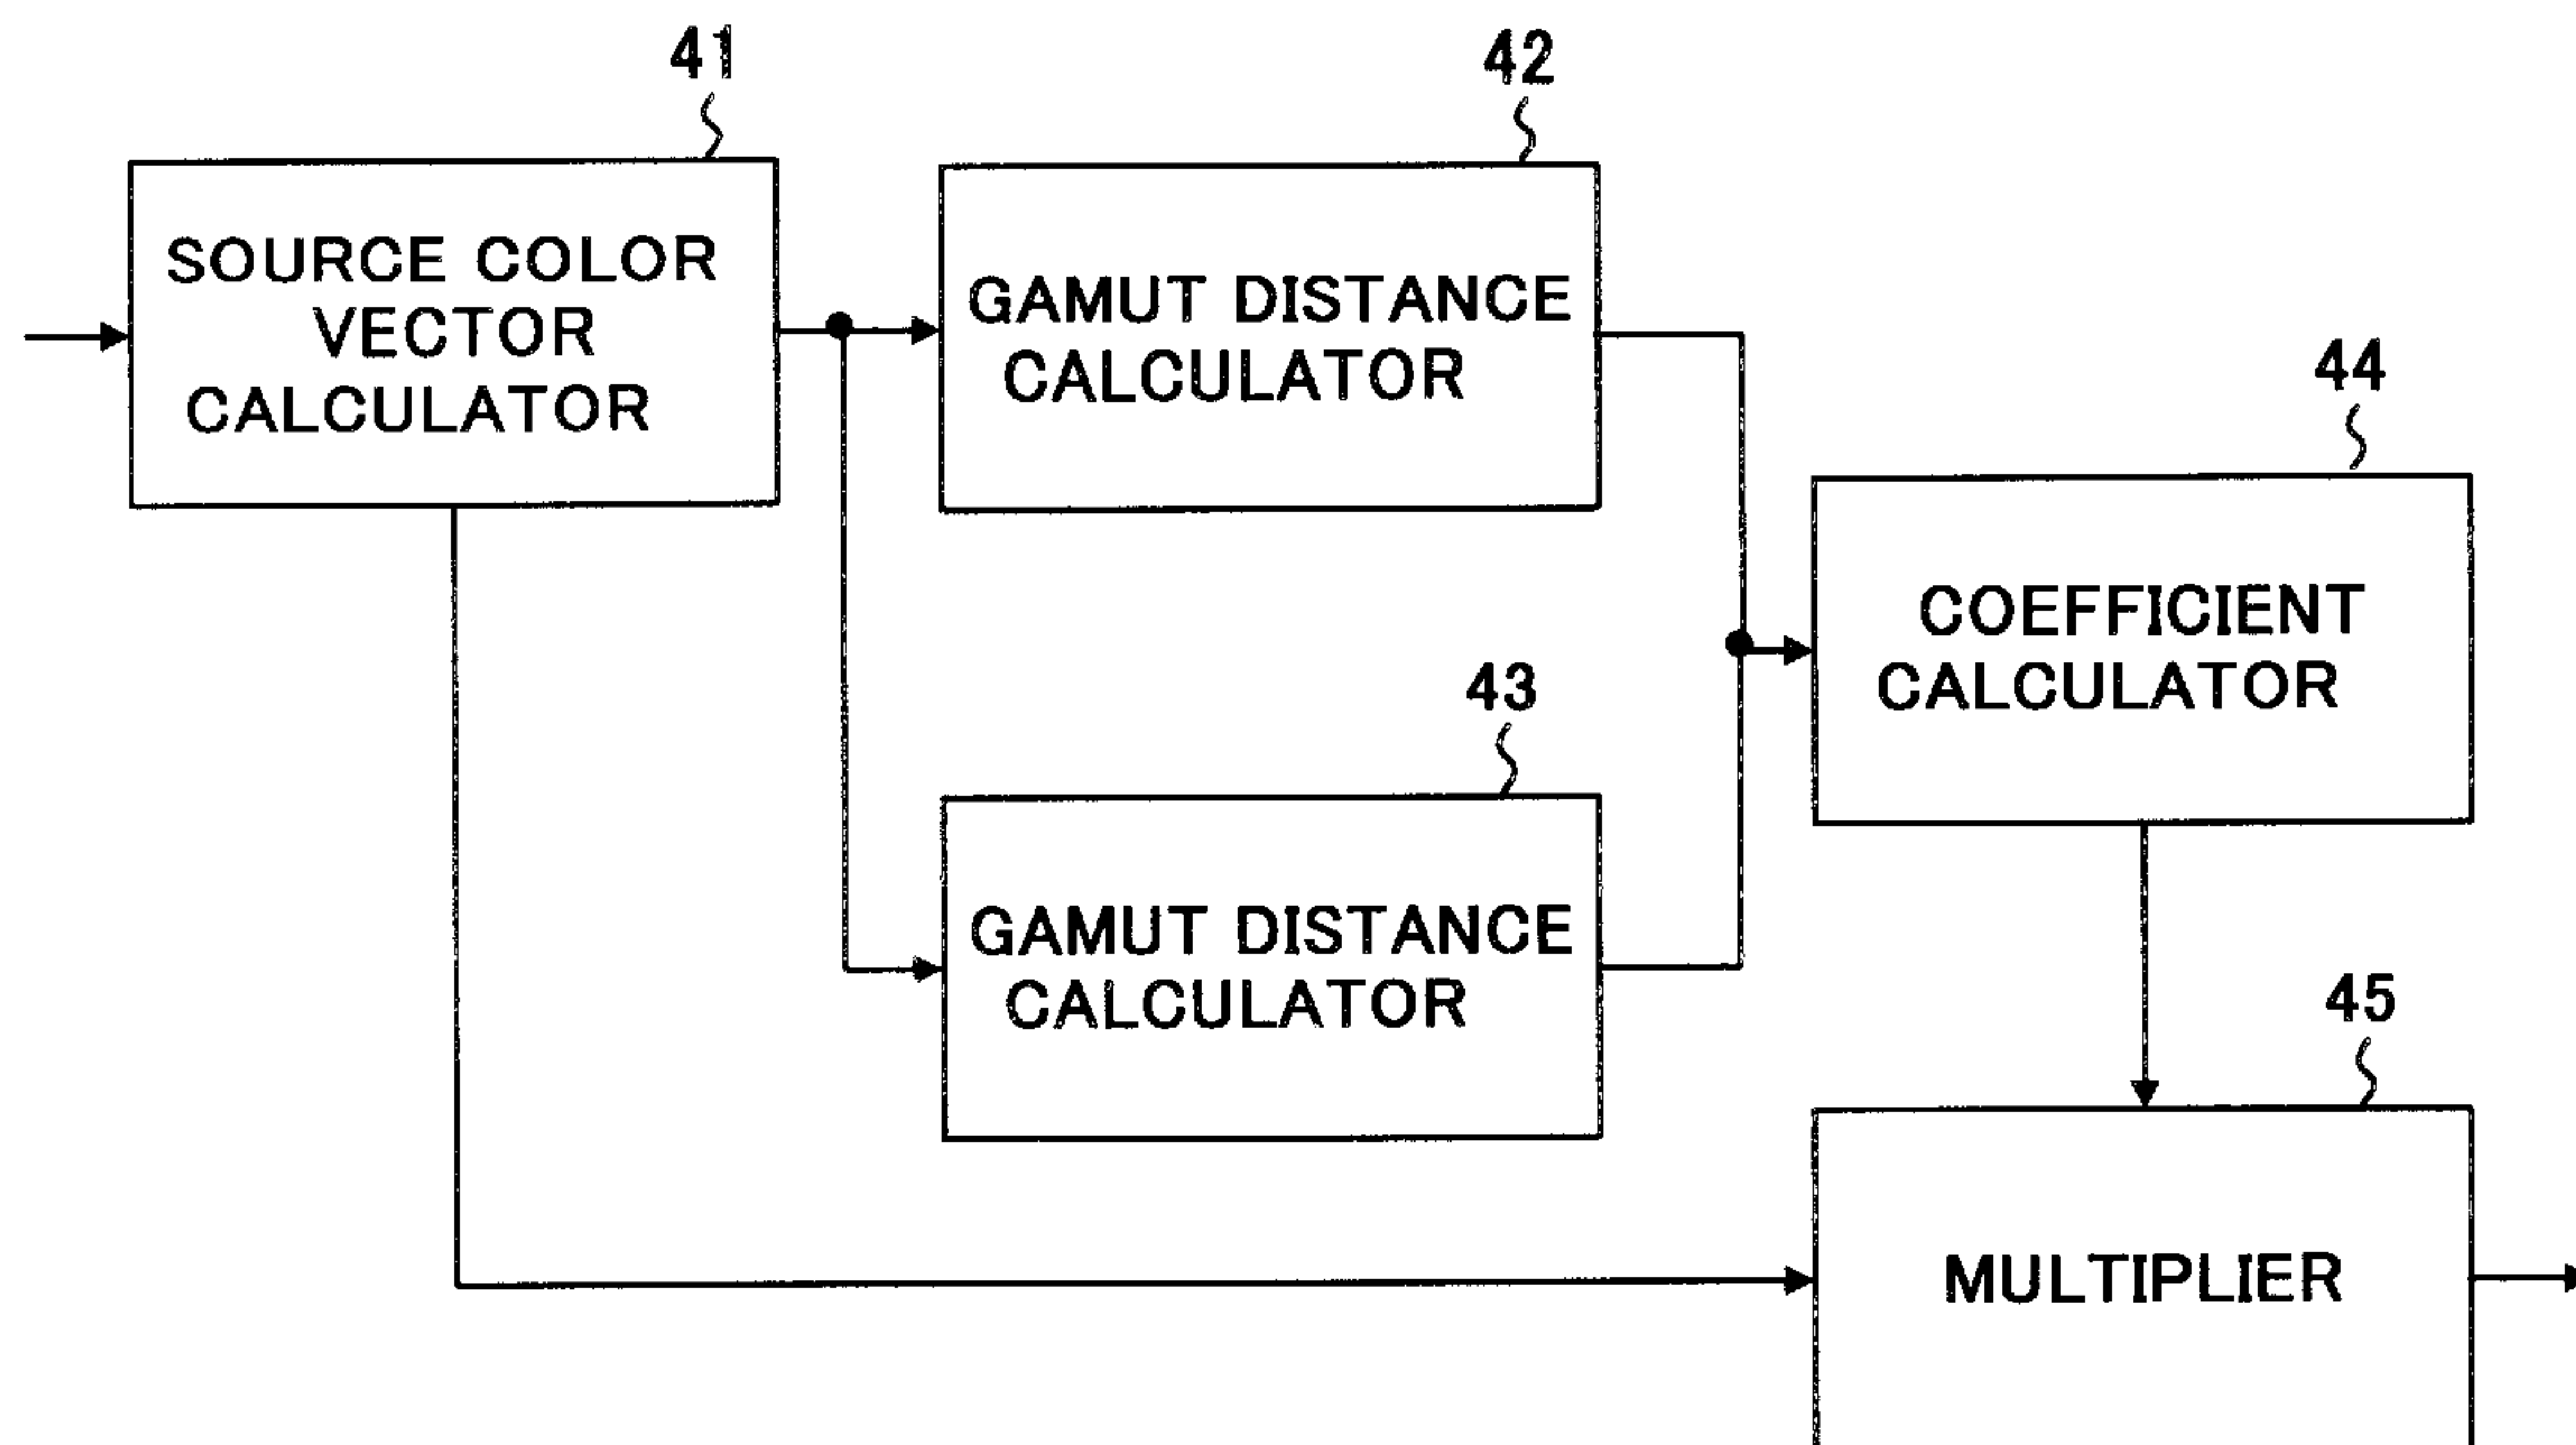 41
42
SOURCE COLOR
VECTOR
CALCULATOR
GAMUT DISTANCE
CALCULATOR
44
COEFFICIENT
CALCULATOR
43
GAMUT DISTANCE
CALCULATOR
45
MULTIPLIER